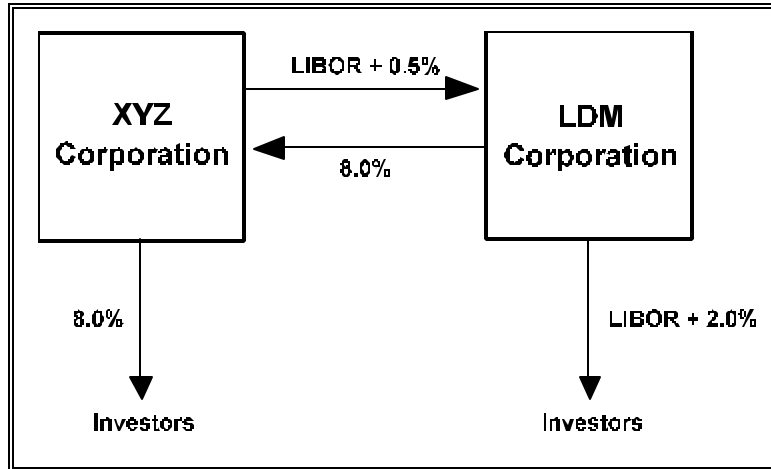 LIBOR + 0.5%
XYZ
Corporation
LDM
Corporation
8.0%
8.0%
LIBOR + 2.0%
Investors
Investors